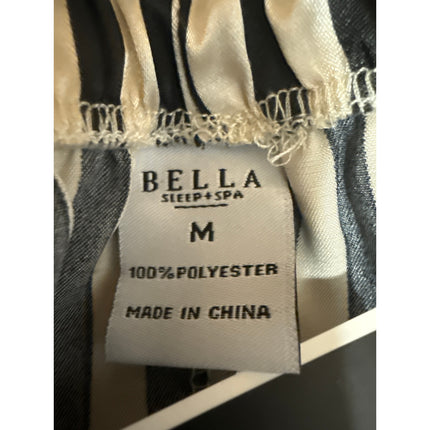 BELLA
SLEEP+SPA
M
100% POLYESTER
MADE IN CHINA